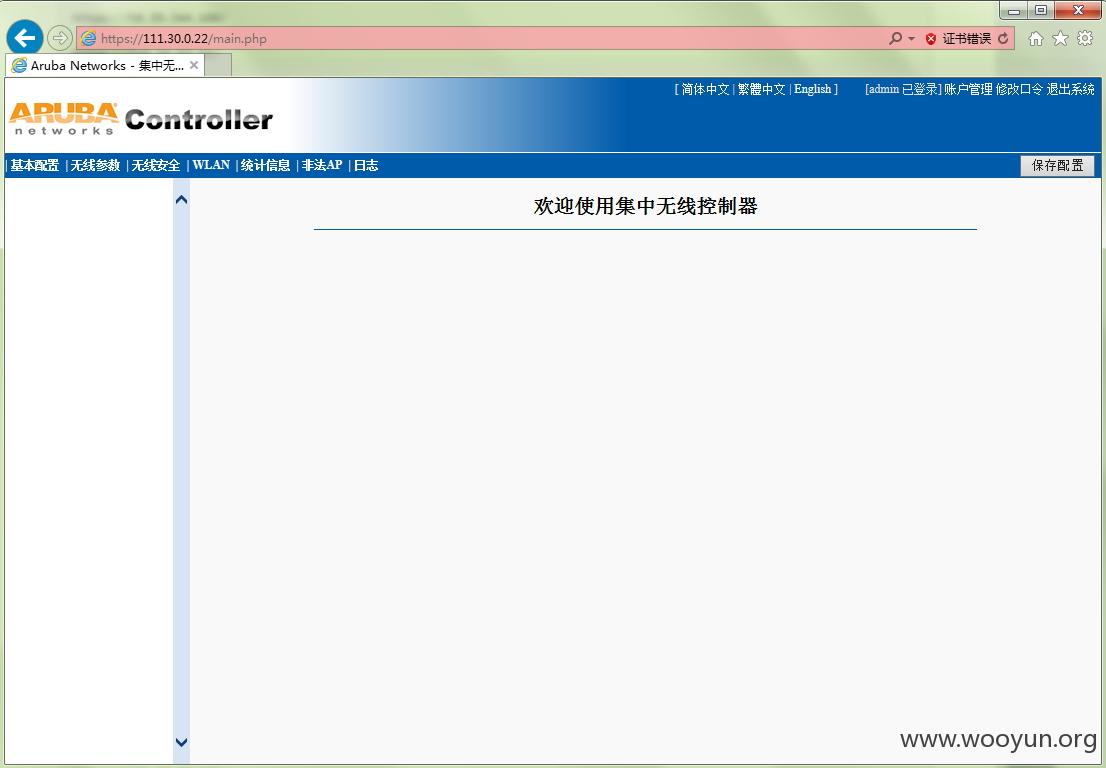 https://111.30.0.22/main.php 证书错误
Aruba Networks - 集中无...
[ 简体中文 | 繁體中文 | English ] [admin 已登录] 账户管理 修改口令 退出系统
ARUBA networks Controller
| 基本配置 | 无线参数 | 无线安全 | WLAN | 统计信息 | 非法AP | 日志 保存配置
欢迎使用集中无线控制器
www.wooyun.org